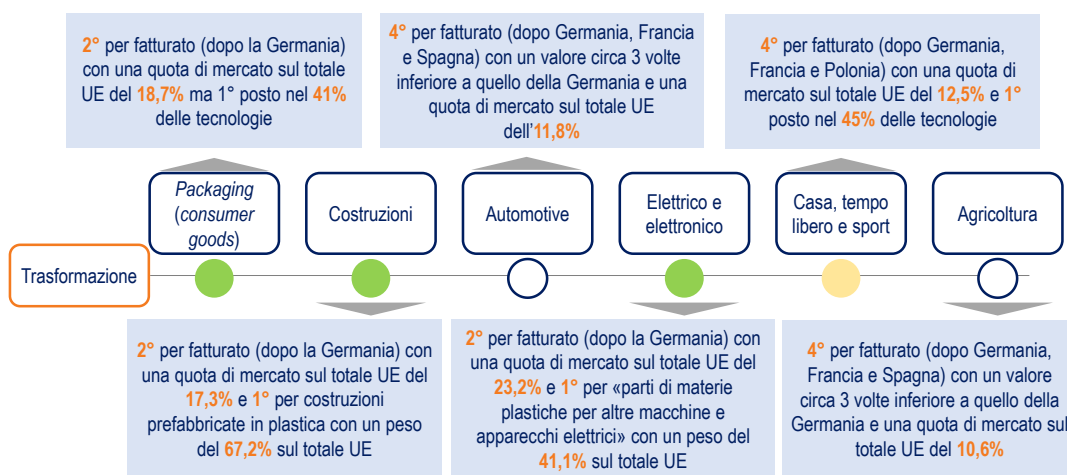 2° per fatturato (dopo la Germania)
con una quota di mercato sul totale
UE del 18,7% ma 1° posto nel 41%
delle tecnologie
4° per fatturato (dopo Germania, Francia
e Spagna) con un valore circa 3 volte
inferiore a quello della Germania e una
quota di mercato sul totale UE
dell'11,8%
4° per fatturato (dopo Germania,
Francia e Polonia) con una quota di
mercato sul totale UE del 12,5% e 1°
posto nel 45% delle tecnologie
Packaging
(consumer
goods)
Costruzioni
Automotive
Elettrico e
elettronico
Casa, tempo
libero e sport
Agricoltura
Trasformazione
2° per fatturato (dopo la Germania) con
una quota di mercato sul totale UE del
17,3% e 1° per costruzioni
prefabbricate in plastica con un peso
del 67,2% sul totale UE
2° per fatturato (dopo la Germania) con
una quota di mercato sul totale UE del
23,2% e 1° per «parti di materie
plastiche per altre macchine e
apparecchi elettrici» con un peso del
41,1% sul totale UE
4° per fatturato (dopo Germania,
Francia e Spagna) con un valore
circa 3 volte inferiore a quello della
Germania e una quota di mercato sul
totale UE del 10,6%